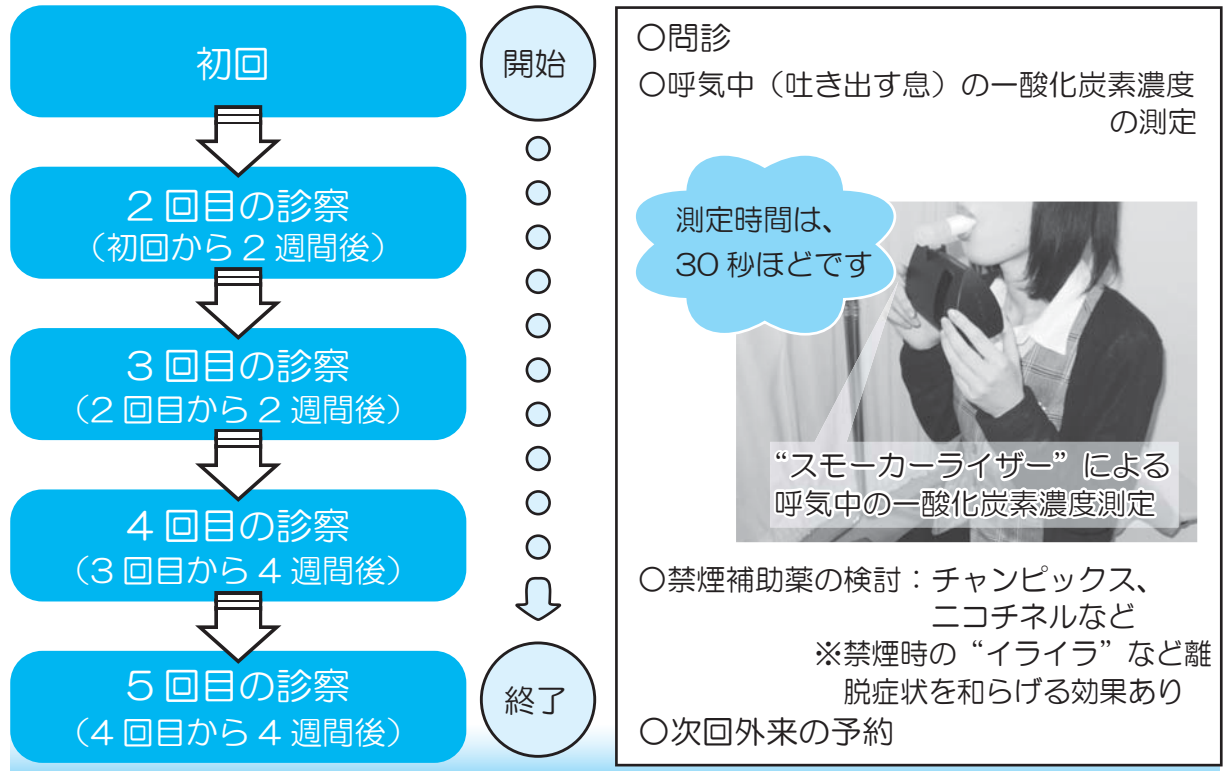 初回
2回目の診察
（初回から2週間後）
3回目の診察
（2回目から2週間後）
4回目の診察
（3回目から4週間後）
5回目の診察
（4回目から4週間後）
開始
終了
○問診
○呼気中（吐き出す息）の一酸化炭素濃度
の測定
測定時間は、
30秒ほどです
“スモーカーライザー”による
呼気中の一酸化炭素濃度測定
○禁煙補助薬の検討：チャンピックス、
ニコチネルなど
※禁煙時の“イライラ”など離
脱症状を和らげる効果あり
○次回外来の予約